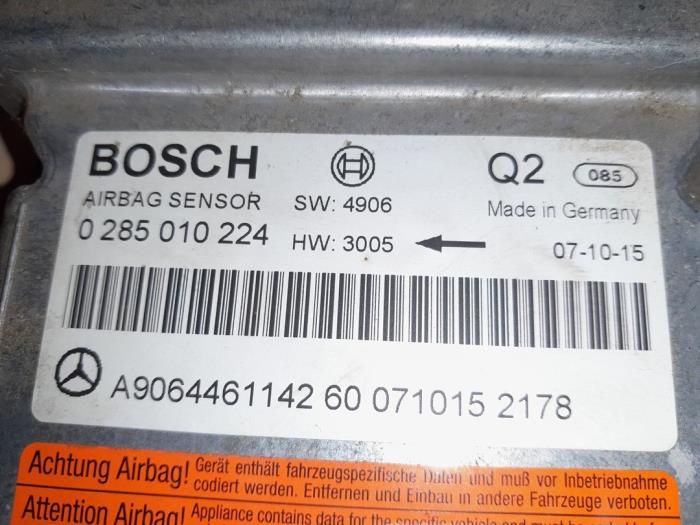 BOSCH
Q2 085
AIRBAG SENSOR SW: 4906 Made in Germany
0 285 010 224 HW: 3005 07-10-15
A9064461142 60 071015 2178
Achtung Airbag! Gerät enthält fahrzeugspezifische Daten und muß vor Inbetriebnahme
codiert werden. Entfernen und Einbau in andere Fahrzeuge verboten.
Attention Airbag! Appliance contains data for the specific vehicle and must be